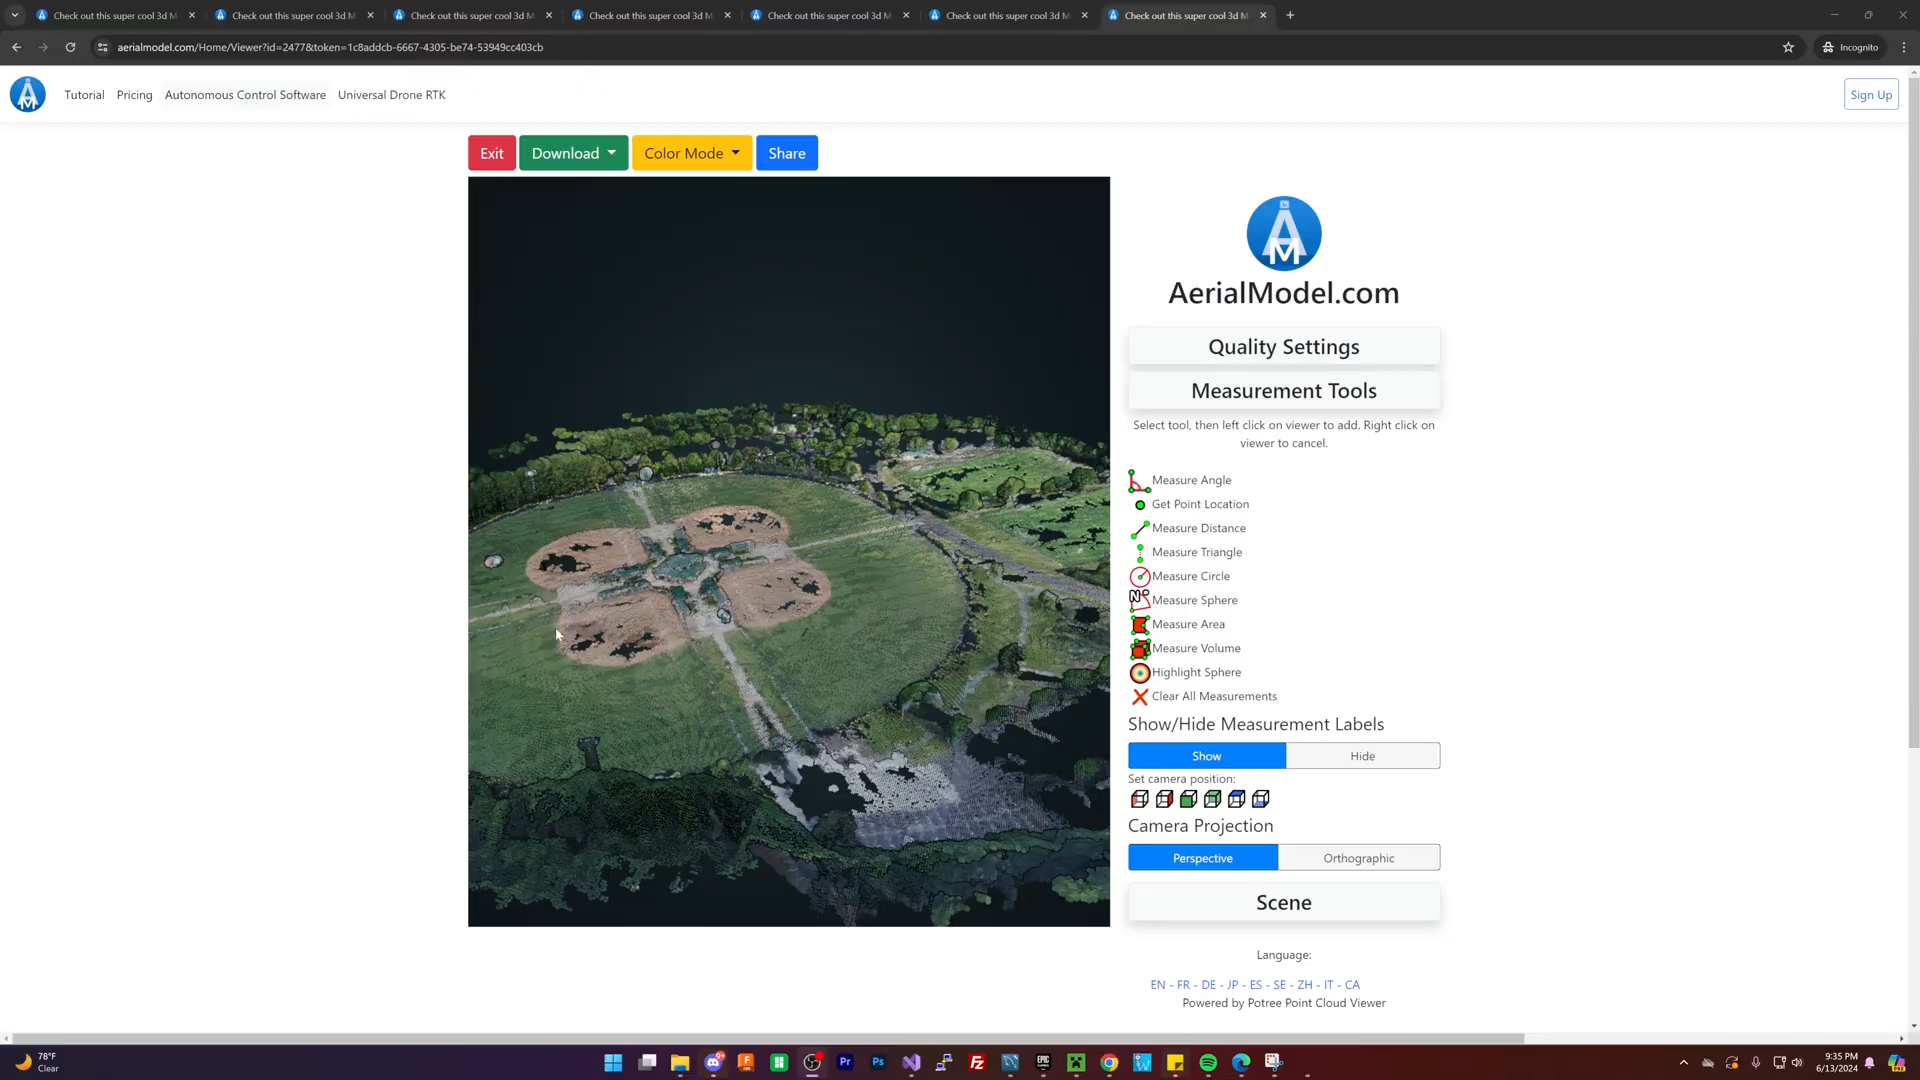 Check out this super cool 3d M
Check out this super cool 3d M
Check out this super cool 3d M
Check out this super cool 3d M
Check out this super cool 3d M
Check out this super cool 3d M
Check out this super cool 3d M
aerialmodel.com/Home/Viewer?id=2477&token=1c8addcb-6667-4305-be74-53949cc403cb
Incognito
Tutorial
Pricing
Autonomous Control Software
Universal Drone RTK
Sign Up
Exit
Download
Color Mode
Share
AerialModel.com
Quality Settings
Measurement Tools
Select tool, then left click on viewer to add. Right click on
viewer to cancel.
Measure Angle
Get Point Location
Measure Distance
Measure Triangle
Measure Circle
Measure Sphere
Measure Area
Measure Volume
Highlight Sphere
Clear All Measurements
Show/Hide Measurement Labels
Show
Hide
Set camera position:
Camera Projection
Perspective
Orthographic
Scene
Language:
EN - FR - DE - JP - ES - SE - ZH - IT - CA
Powered by Potree Point Cloud Viewer
78°F
Clear
9:35 PM
6/13/2024